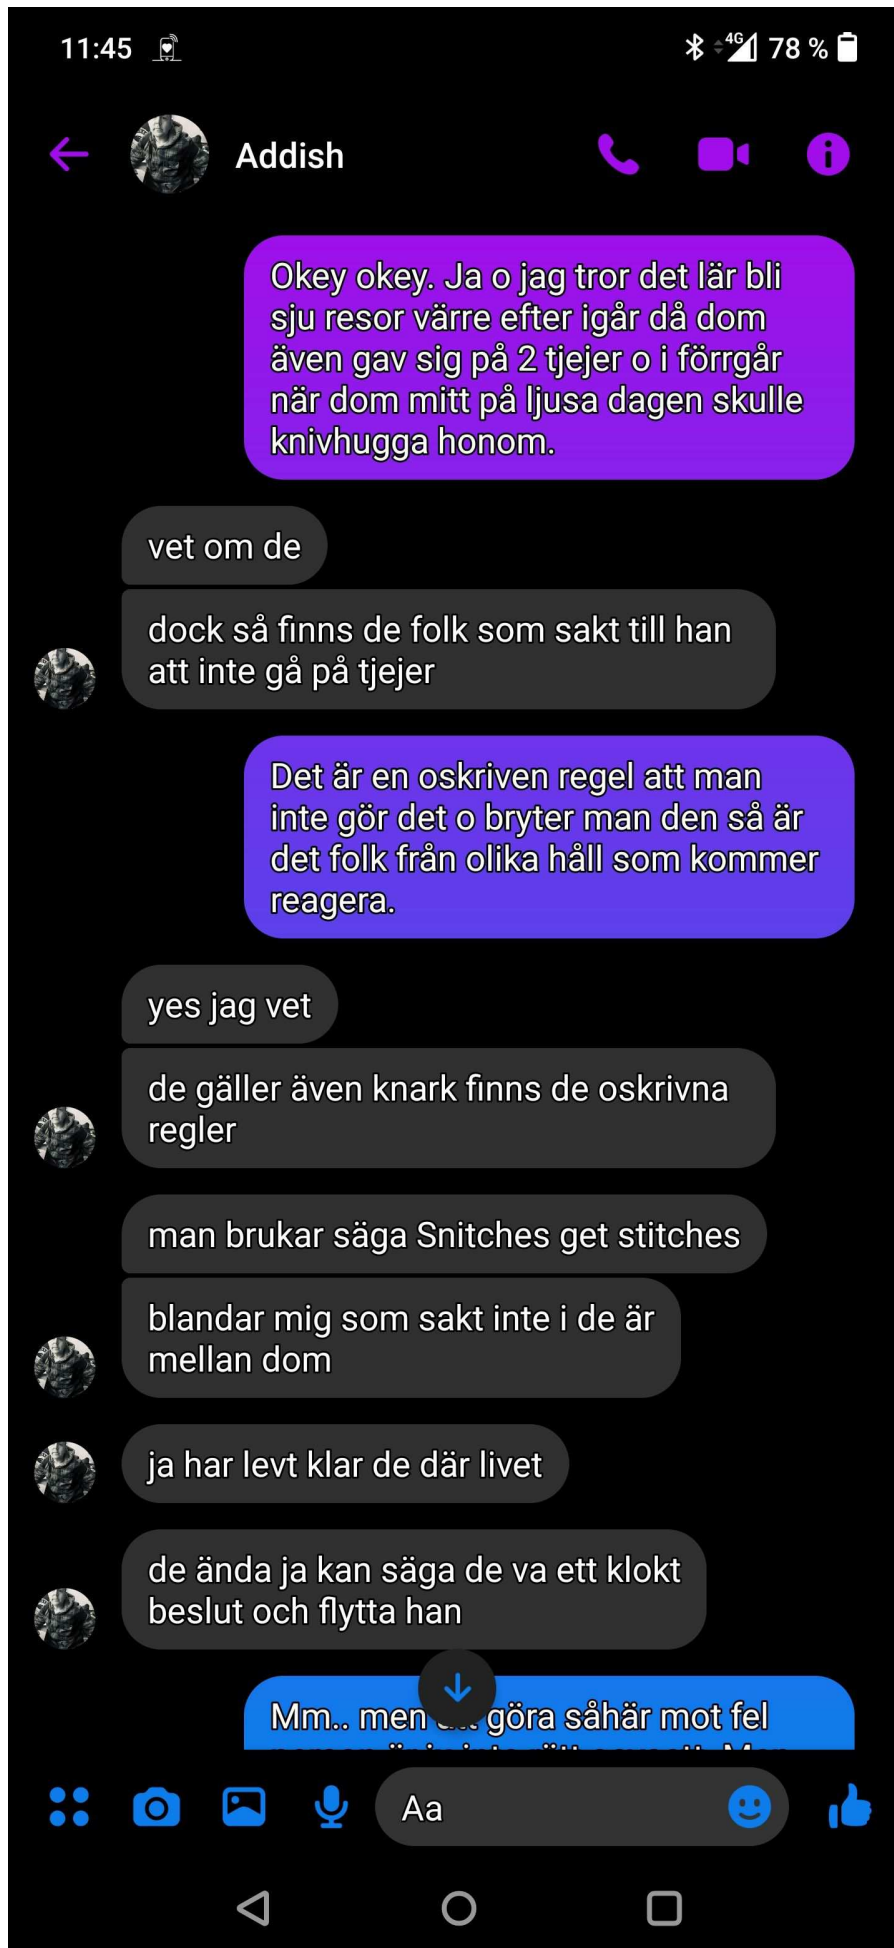 11:45
4G 78 %
Addish
Okey okey. Ja o jag tror det lär bli
sju resor värre efter igår då dom
även gav sig på 2 tjejer o i förrgår
när dom mitt på ljusa dagen skulle
knivhugga honom.
vet om de
dock så finns de folk som sakt till han
att inte gå på tjejer
Det är en oskriven regel att man
inte gör det o bryter man den så är
det folk från olika håll som kommer
reagera.
yes jag vet
de gäller även knark finns de oskrivna
regler
man brukar säga Snitches get stitches
blandar mig som sakt inte i de är
mellan dom
ja har levt klar de där livet
de ända ja kan säga de va ett klokt
beslut och flytta han
Mm.. men göra såhär mot fel
Aa